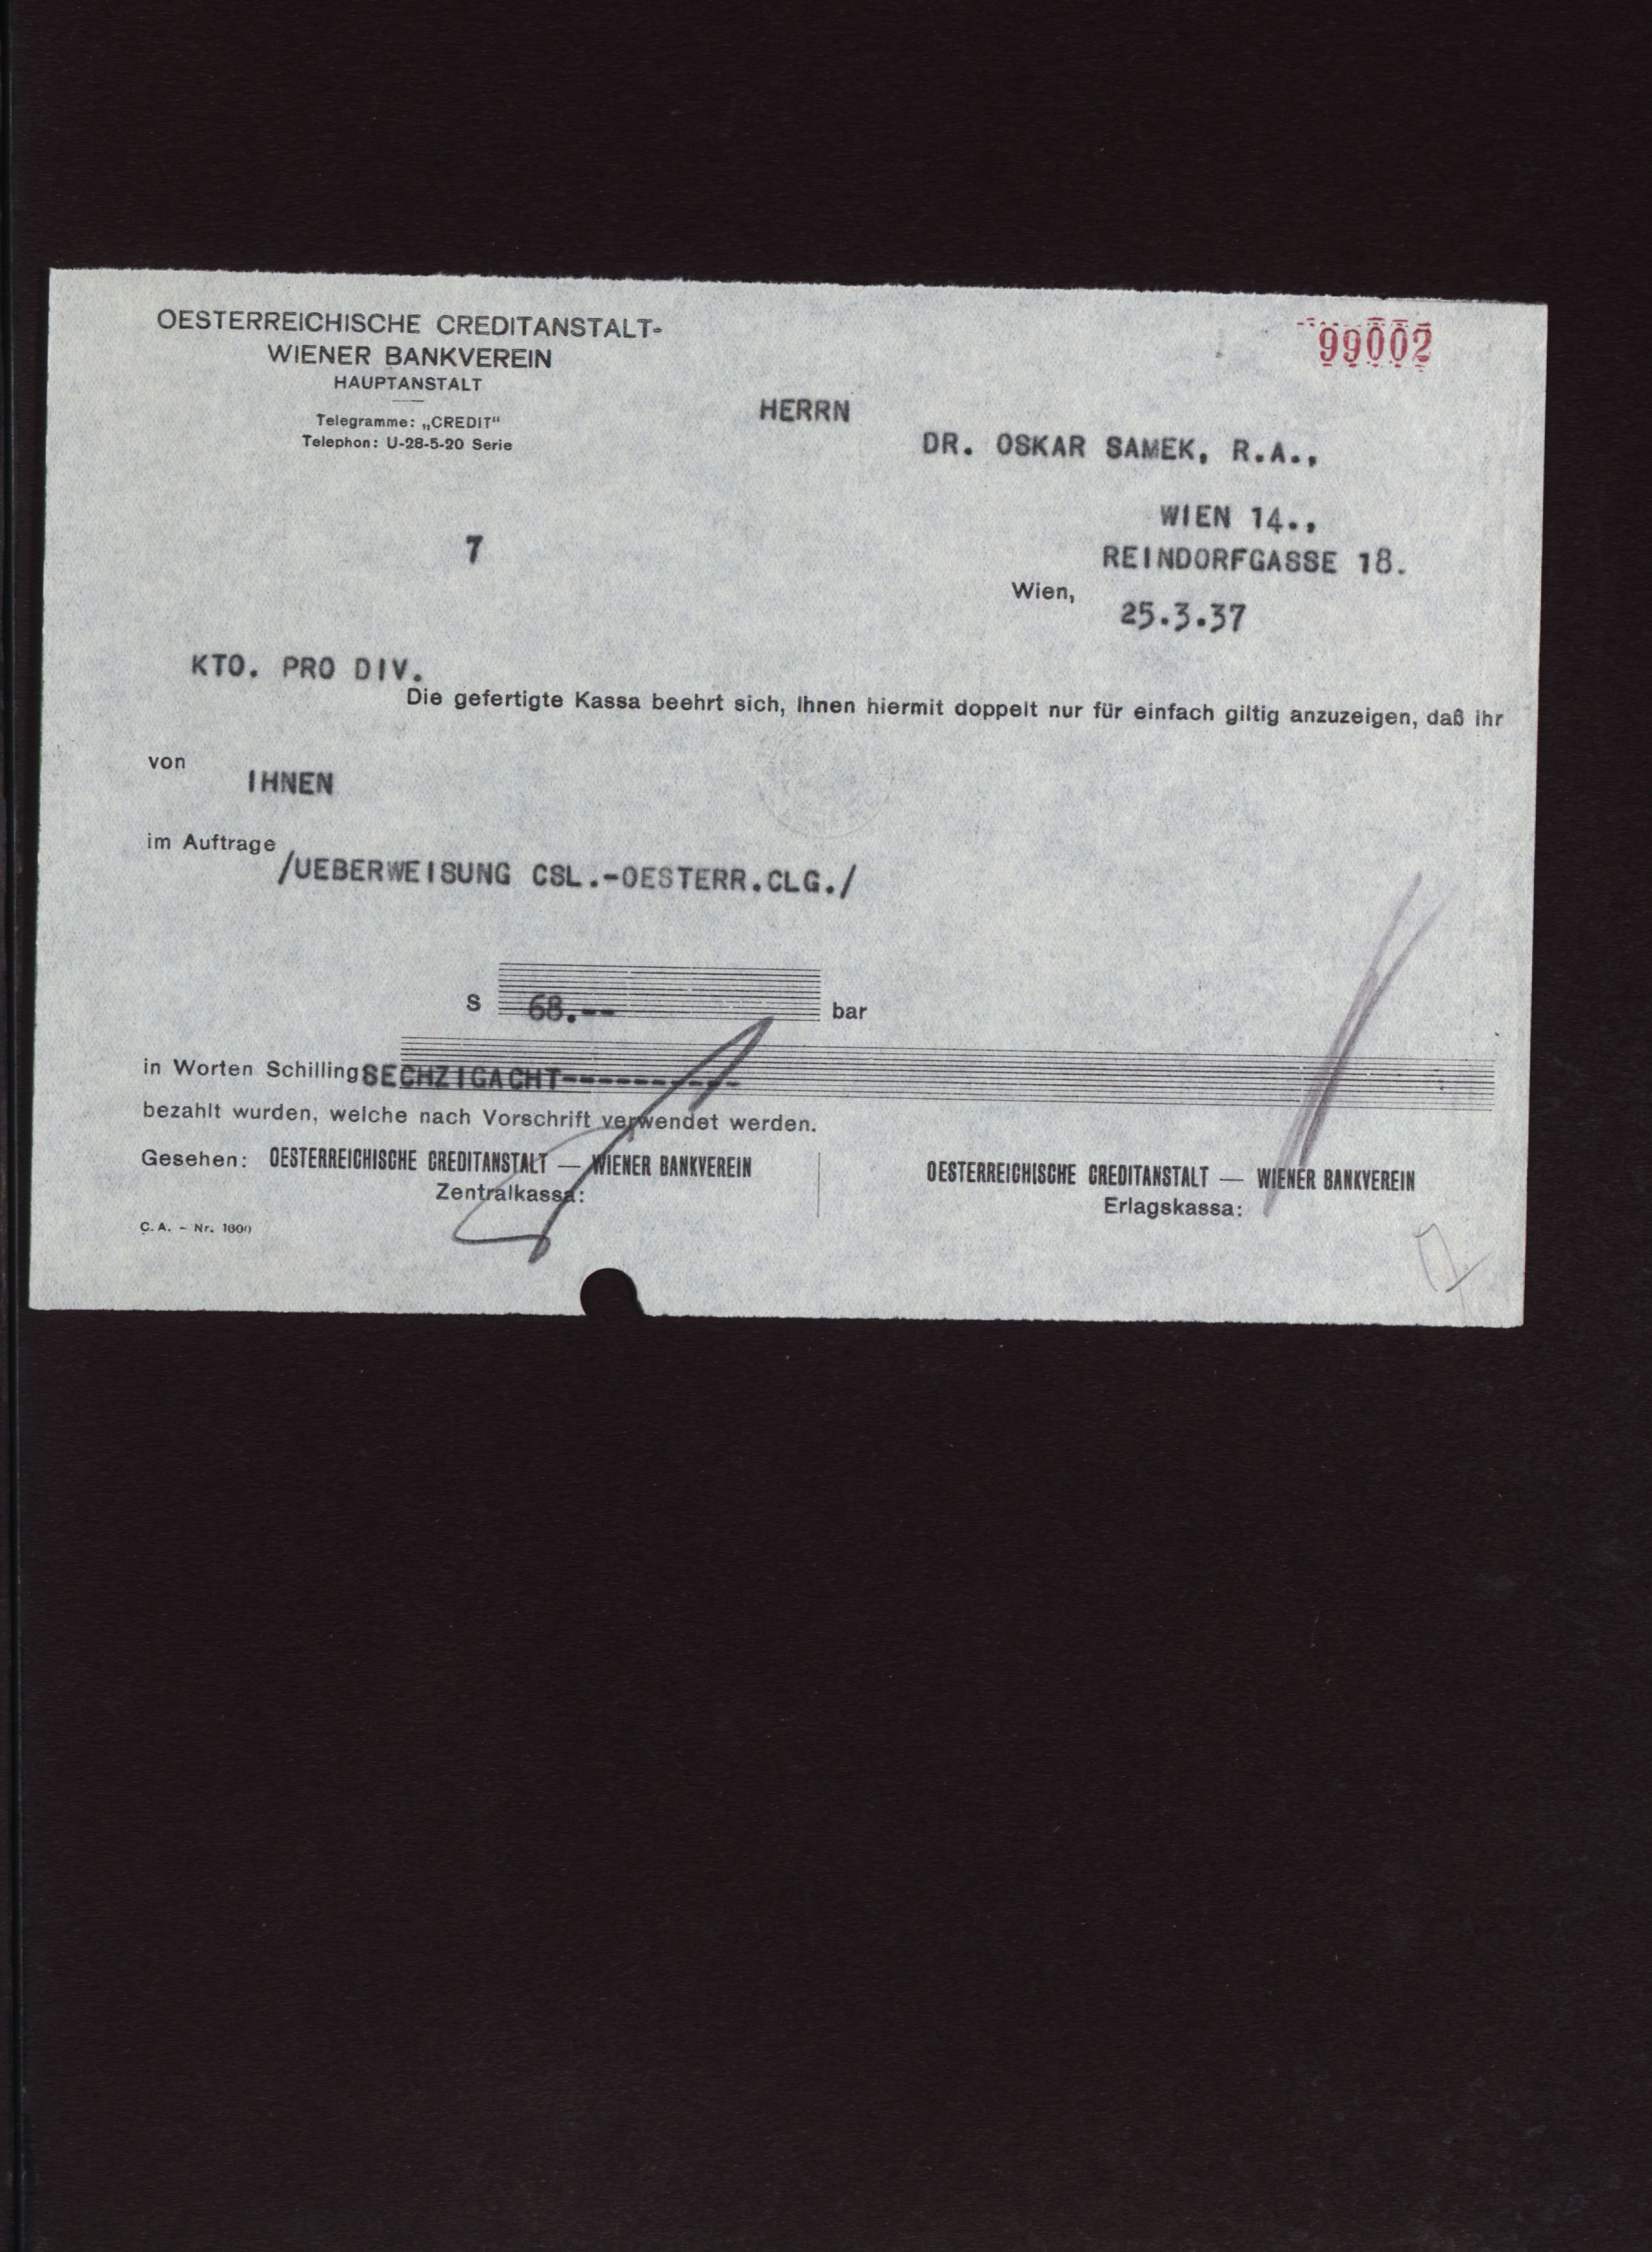 OESTERREICHISCHE CREDITANSTALT-
WIENER BANKVEREIN
HAUPTANSTALT
Telegramme: „CREDIT“
Telephon: U-28-5-20 Serie
99002
HERRN
DR. OSKAR SAMEK, R.A.,
WIEN 14.,
REINDORFGASSE 18.
7
Wien,
25.3.37
KTO. PRO DIV.
Die gefertigte Kassa beehrt sich, Ihnen hiermit doppelt nur für einfach giltig anzuzeigen, daß ihr
von
IHNEN
im Auftrage
/UEBERWEISUNG CSL.-OESTERR.CLG./
S 68.-- bar
in Worten Schilling SECHZIGACHT----------
bezahlt wurden, welche nach Vorschrift verwendet werden.
Gesehen: OESTERREICHISCHE CREDITANSTALT — WIENER BANKVEREIN
Zentralkassa:
OESTERREICHISCHE CREDITANSTALT — WIENER BANKVEREIN
Erlagskassa:
C. A. – Nr. 1600